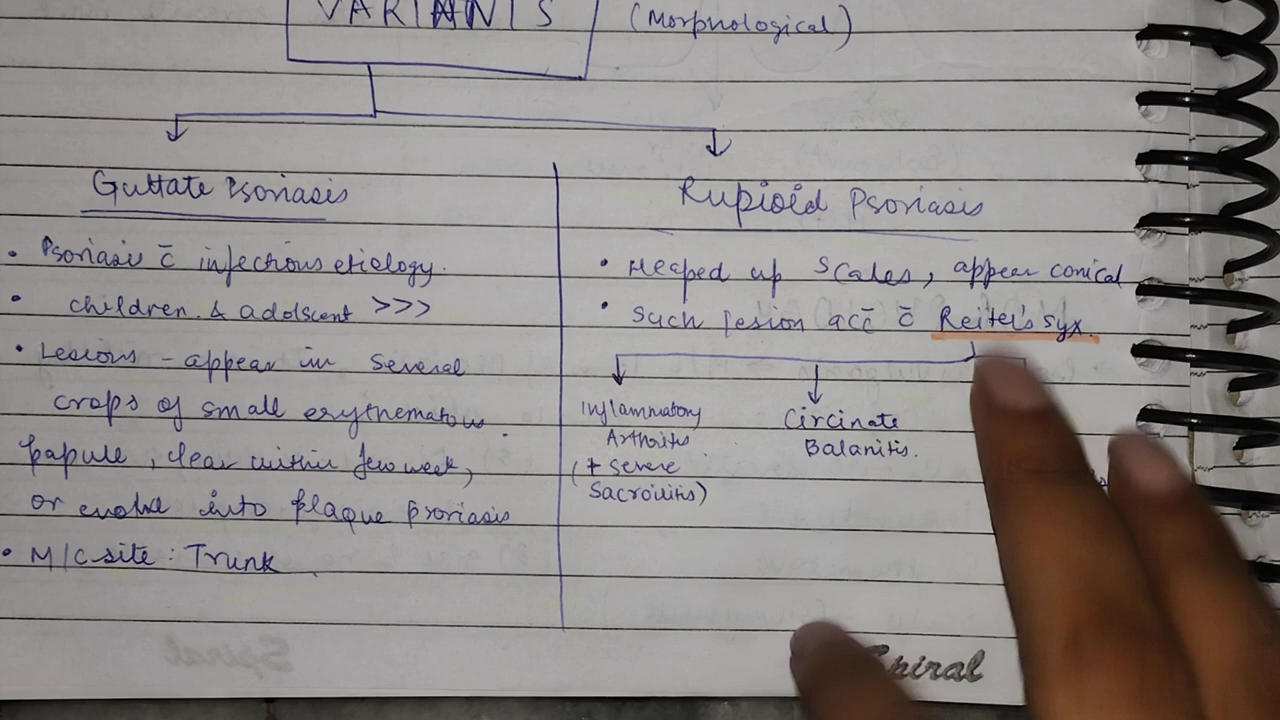 VARIANTS (Morphological)
Guttate Psoriasis
• Psoriasis c̄ infectious etiology.
• children & adolscent >>>
• Lesions - appear in several
crops of small erythematous
papule, clear within few week,
or evolve into plaque psoriasis
• M/C site : Trunk
Rupioid Psoriasis
• Heaped up scales, appear conical
• Such lesion acc̄ c̄ Reiter's syx.
Inflammatory
Arthritis
(+ severe
Sacroilitis)
Circinate
Balanitis.
Spiral